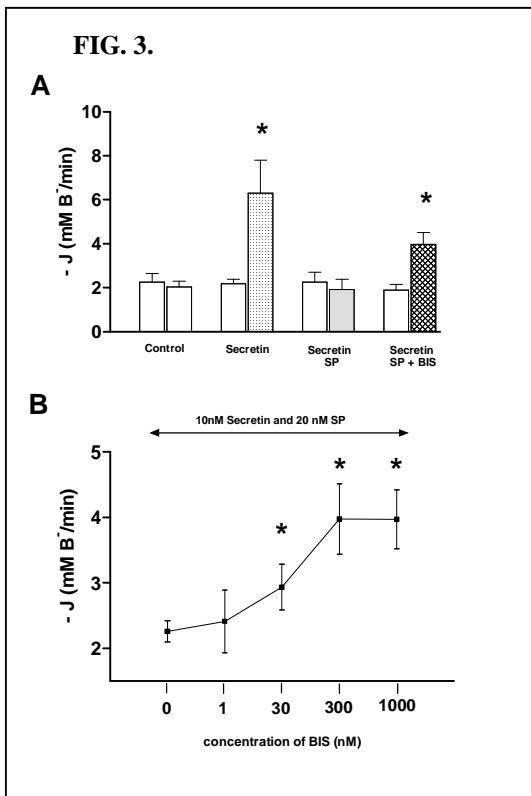 FIG. 3.
A
- J (mM B⁻/min)
10
8
6
4
2
0
*
*
Control
Secretin
Secretin
SP
Secretin
SP + BIS
B
10nM Secretin and 20 nM SP
- J (mM B⁻/min)
5
4
3
2
*
*
*
0
1
30
300
1000
concentration of BIS (nM)